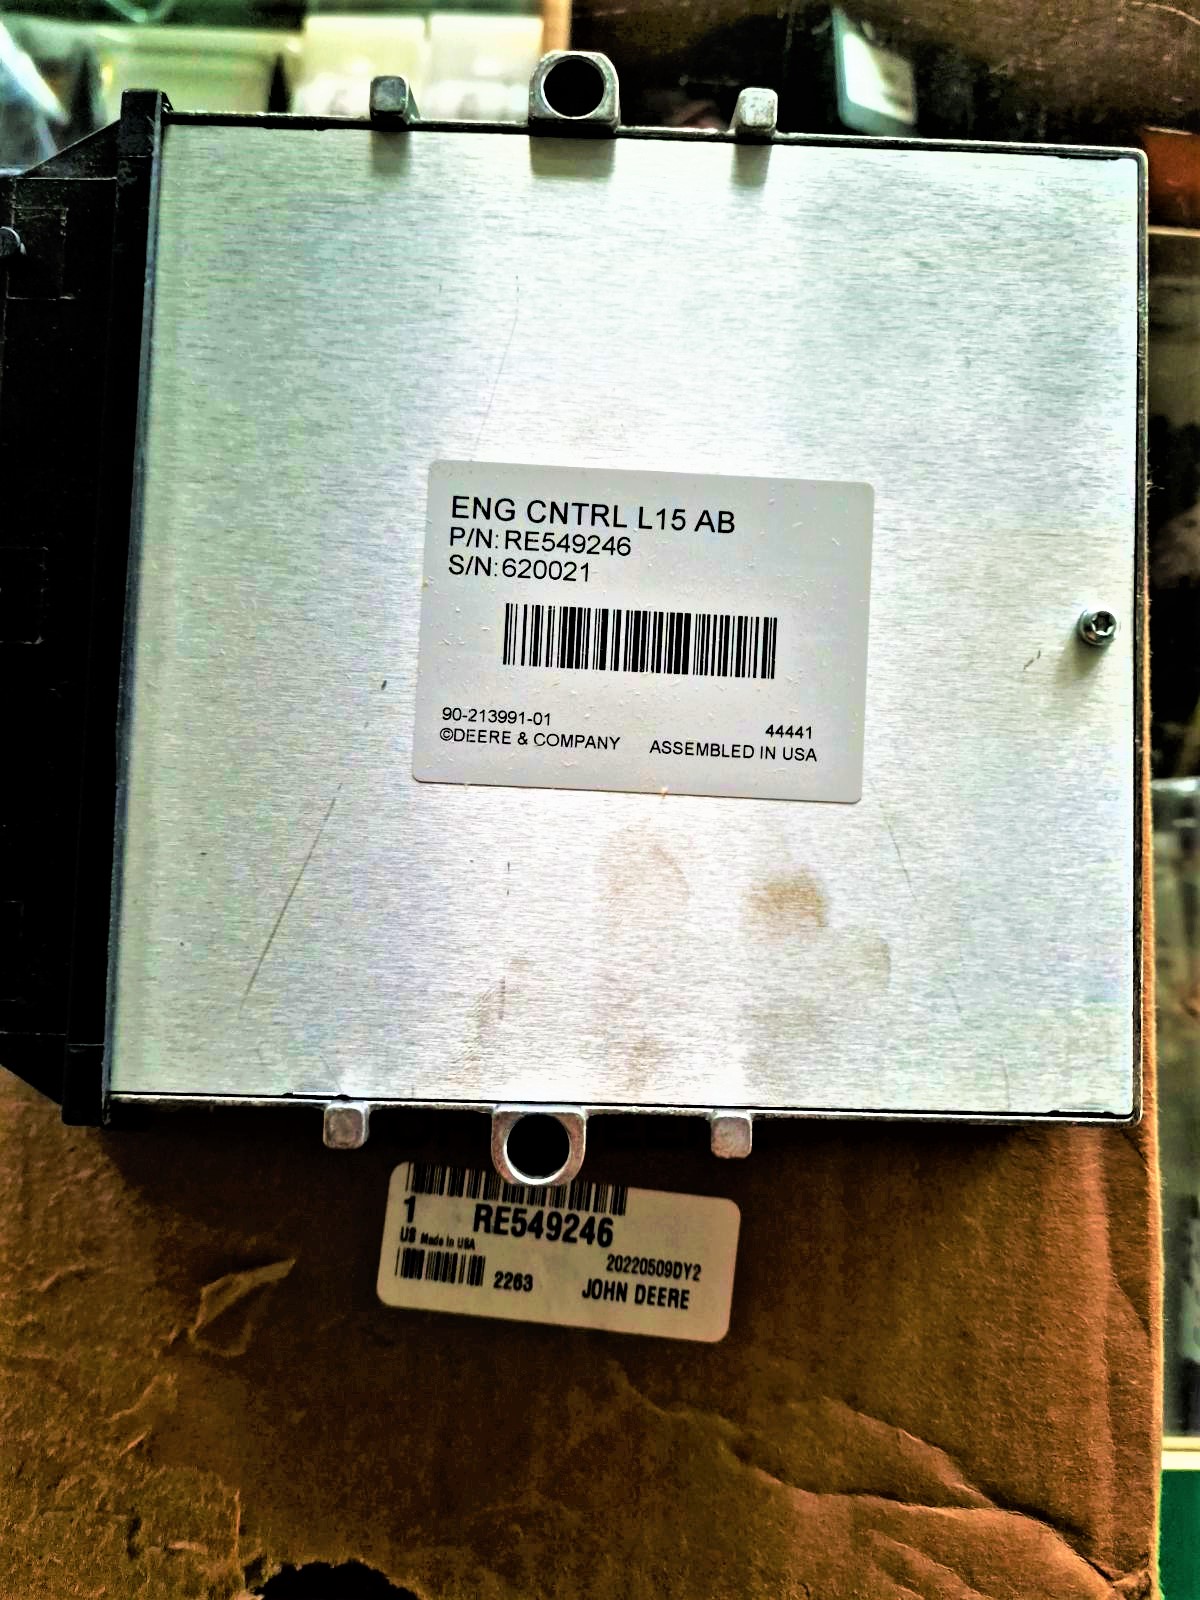 ENG CNTRL L15 AB
P/N: RE549246
S/N: 620021
90-213991-01
44441
©DEERE & COMPANY
ASSEMBLED IN USA
1 RE549246
US Made In USA
20220509DY2
2263 JOHN DEERE